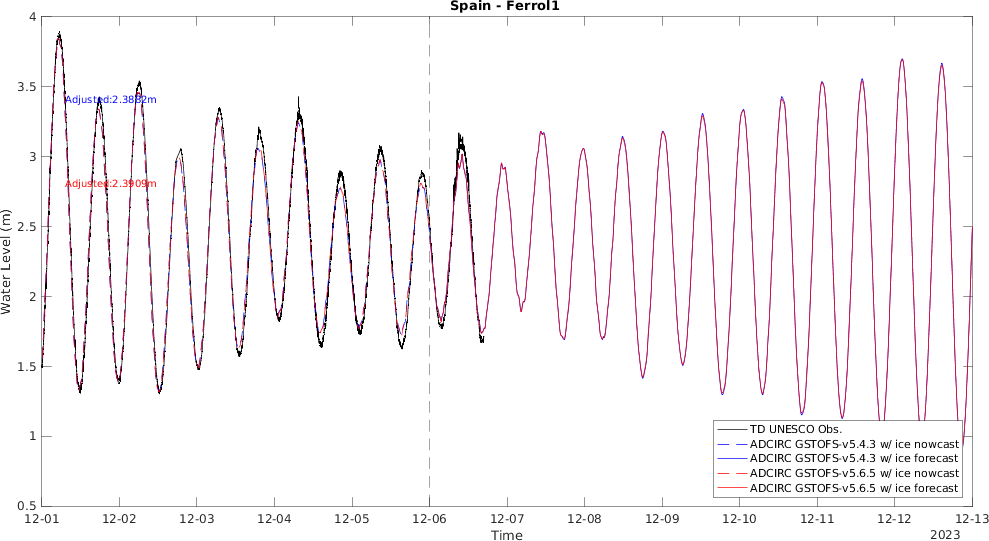 Spain - Ferrol1
4
3.5
3
2.5
2
1.5
1
0.5
Water Level (m)
Adjusted:2.3882m
Adjusted:2.3909m
TD UNESCO Obs.
ADCIRC GSTOFS-v5.4.3 w/ ice nowcast
ADCIRC GSTOFS-v5.4.3 w/ ice forecast
ADCIRC GSTOFS-v5.6.5 w/ ice nowcast
ADCIRC GSTOFS-v5.6.5 w/ ice forecast
12-01 12-02 12-03 12-04 12-05 12-06 12-07 12-08 12-09 12-10 12-11 12-12 12-13
Time
2023